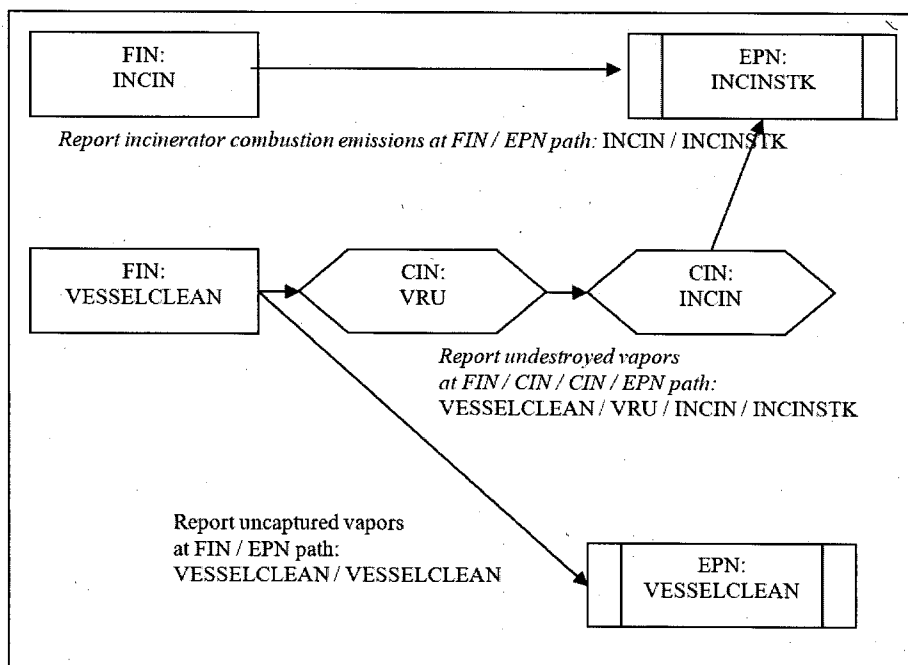 FIN:
INCIN
EPN:
INCINSTK
Report incinerator combustion emissions at FIN / EPN path: INCIN / INCINSTK
FIN:
VESSELCLEAN
CIN:
VRU
CIN:
INCIN
Report undestroyed vapors
at FIN / CIN / CIN / EPN path:
VESSELCLEAN / VRU / INCIN / INCINSTK
Report uncaptured vapors
at FIN / EPN path:
VESSELCLEAN / VESSELCLEAN
EPN:
VESSELCLEAN